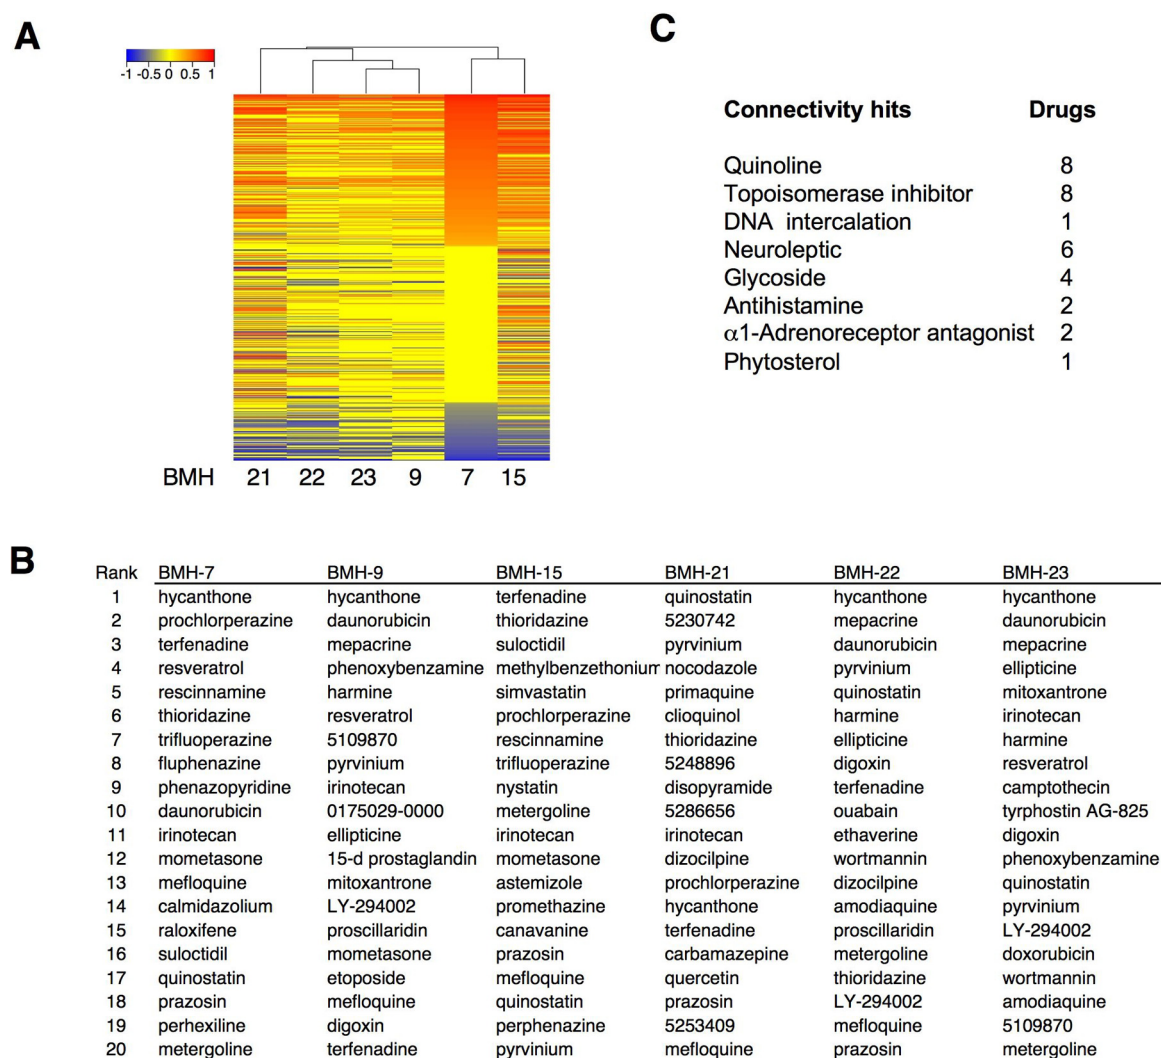 A
-1 -0.5 0 0.5 1
BMH 21 22 23 9 7 15
C
Connectivity hits Drugs
Quinoline 8
Topoisomerase inhibitor 8
DNA intercalation 1
Neuroleptic 6
Glycoside 4
Antihistamine 2
α1-Adrenoreceptor antagonist 2
Phytosterol 1
B
Rank BMH-7 BMH-9 BMH-15 BMH-21 BMH-22 BMH-23
1 hycanthone hycanthone terfenadine quinostatin hycanthone hycanthone
2 prochlorperazine daunorubicin thioridazine 5230742 mepacrine daunorubicin
3 terfenadine mepacrine suloctidil pyrvinium daunorubicin mepacrine
4 resveratrol phenoxybenzamine methylbenzethonium nocodazole pyrvinium ellipticine
5 rescinnamine harmine simvastatin primaquine quinostatin mitoxantrone
6 thioridazine resveratrol prochlorperazine clioquinol harmine irinotecan
7 trifluoperazine 5109870 rescinnamine thioridazine ellipticine harmine
8 fluphenazine pyrvinium trifluoperazine 5248896 digoxin resveratrol
9 phenazopyridine irinotecan nystatin disopyramide terfenadine camptothecin
10 daunorubicin 0175029-0000 metergoline 5286656 ouabain tyrphostin AG-825
11 irinotecan ellipticine irinotecan irinotecan ethaverine digoxin
12 mometasone 15-d prostaglandin mometasone dizocilpine wortmannin phenoxybenzamine
13 mefloquine mitoxantrone astemizole prochlorperazine dizocilpine quinostatin
14 calmidazolium LY-294002 promethazine hycanthone amodiaquine pyrvinium
15 raloxifene proscillaridin canavanine terfenadine proscillaridin LY-294002
16 suloctidil mometasone prazosin carbamazepine metergoline doxorubicin
17 quinostatin etoposide mefloquine quercetin thioridazine wortmannin
18 prazosin mefloquine quinostatin prazosin LY-294002 amodiaquine
19 perhexiline digoxin perphenazine 5253409 mefloquine 5109870
20 metergoline terfenadine pyrvinium mefloquine prazosin metergoline